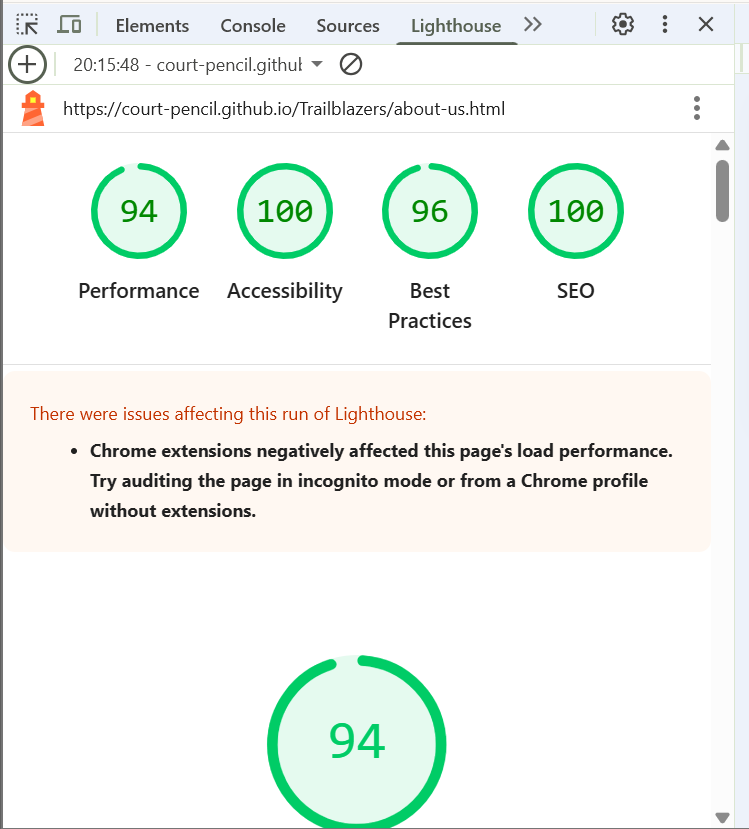 Elements Console Sources Lighthouse
20:15:48 - court-pencil.githu
https://court-pencil.github.io/Trailblazers/about-us.html
94 100 96 100
Performance Accessibility Best Practices SEO
There were issues affecting this run of Lighthouse:
• Chrome extensions negatively affected this page's load performance.
Try auditing the page in incognito mode or from a Chrome profile
without extensions.
94